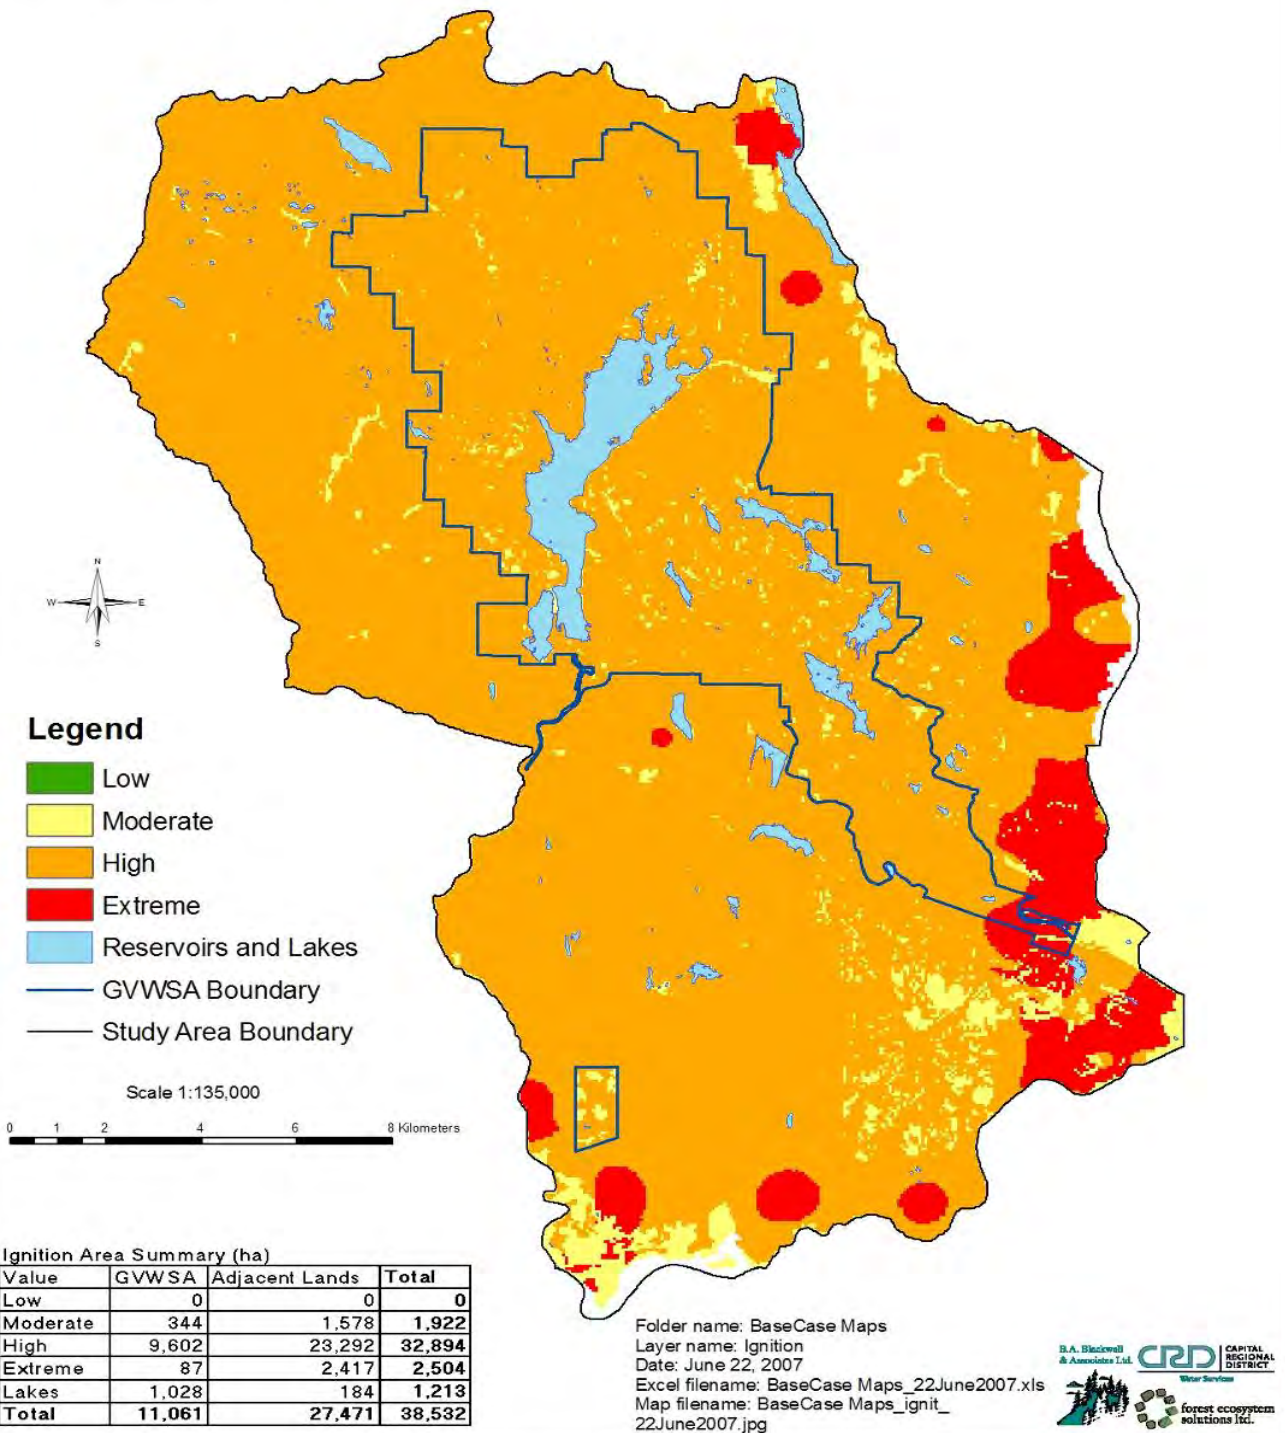 N
W E
S
Legend
Low
Moderate
High
Extreme
Reservoirs and Lakes
GVWSA Boundary
Study Area Boundary
Scale 1:135,000
0 1 2 4 6 8 Kilometers
Ignition Area Summary (ha)
Value GVWSA Adjacent Lands Total
Low 0 0 0
Moderate 344 1,578 1,922
High 9,602 23,292 32,894
Extreme 87 2,417 2,504
Lakes 1,028 184 1,213
Total 11,061 27,471 38,532
Folder name: BaseCase Maps
Layer name: Ignition
Date: June 22, 2007
Excel filename: BaseCase Maps_22June2007.xls
Map filename: BaseCase Maps_ignit_
22June2007.jpg
B.A. Blackwell
& Associates Ltd.
CRD
CAPITAL
REGIONAL
DISTRICT
Water Services
forest ecosystem
solutions ltd.